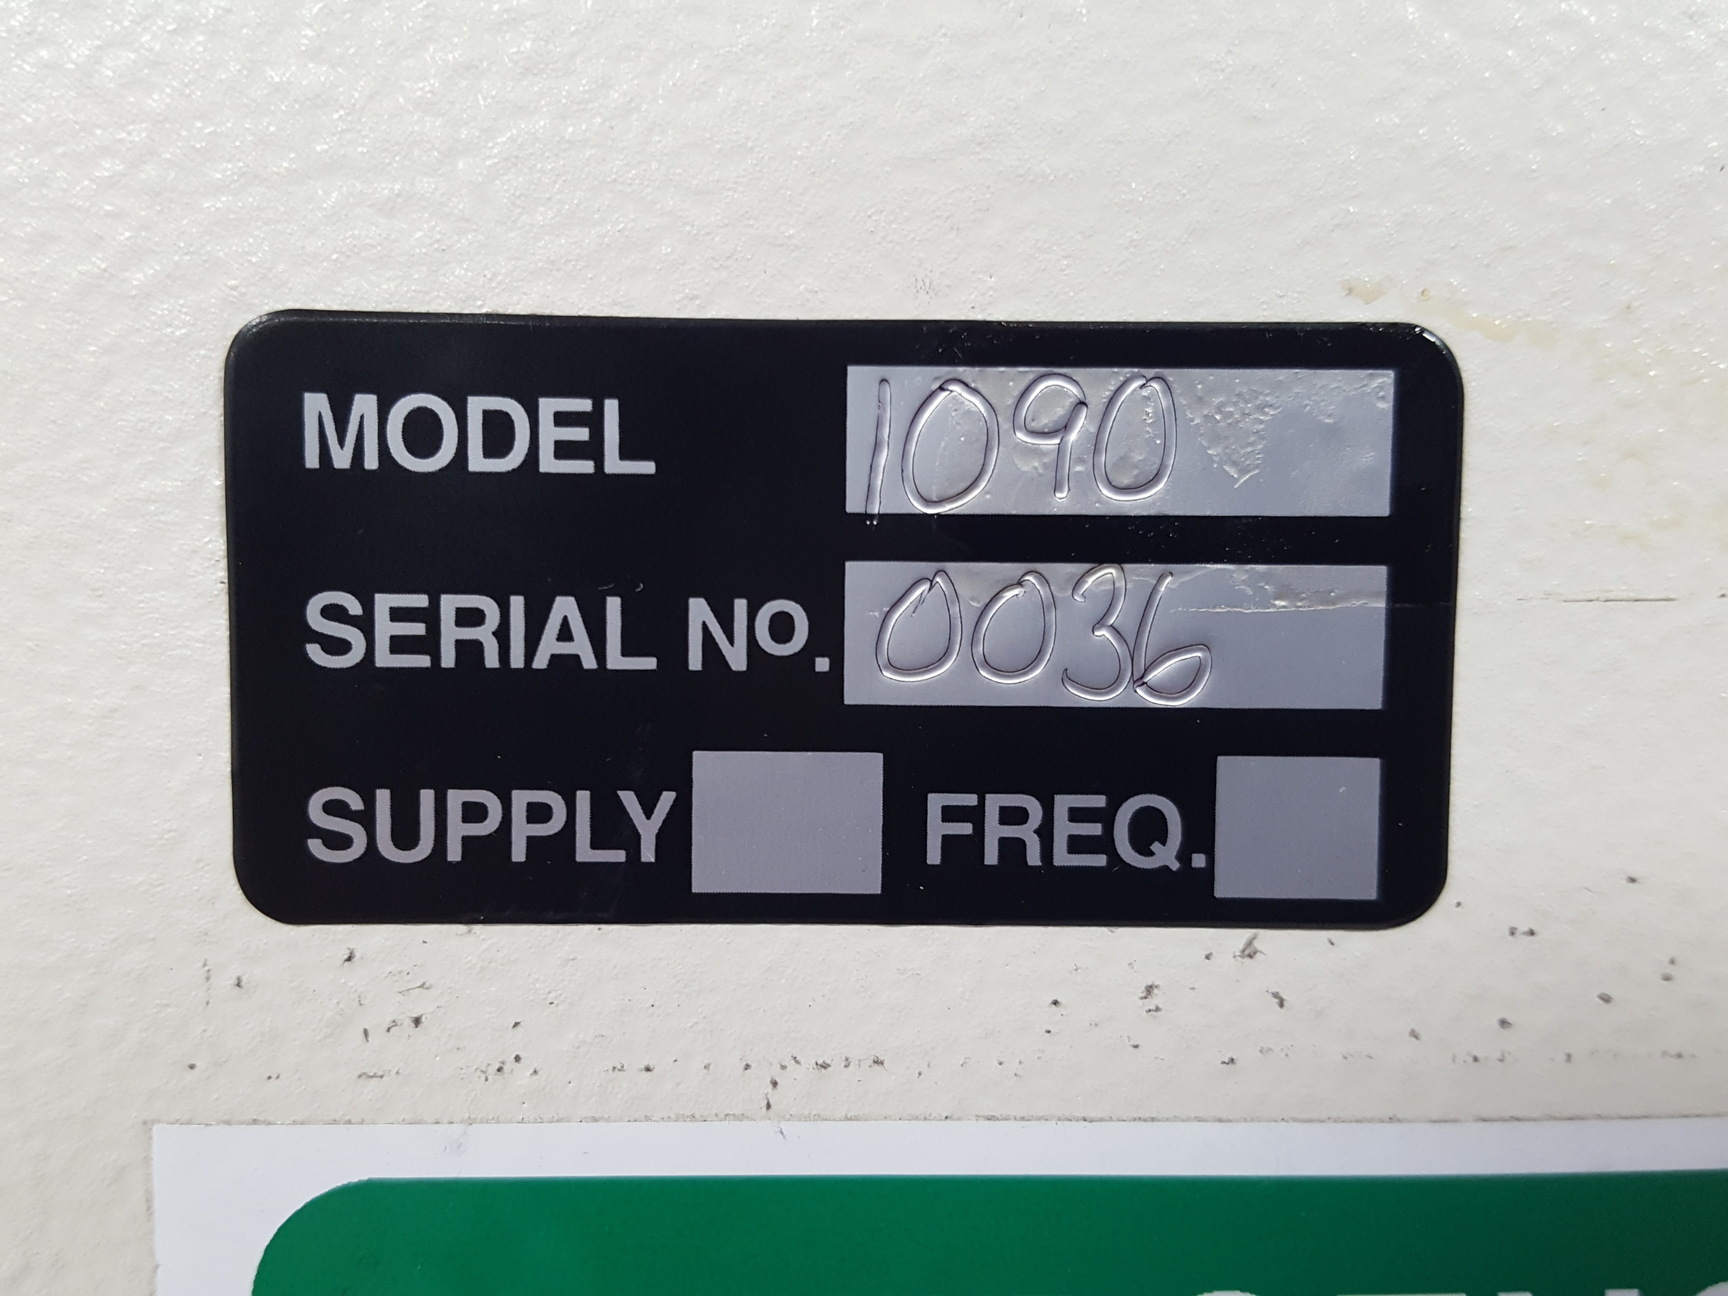 MODEL 1090
SERIAL Nº. 0036
SUPPLY FREQ.